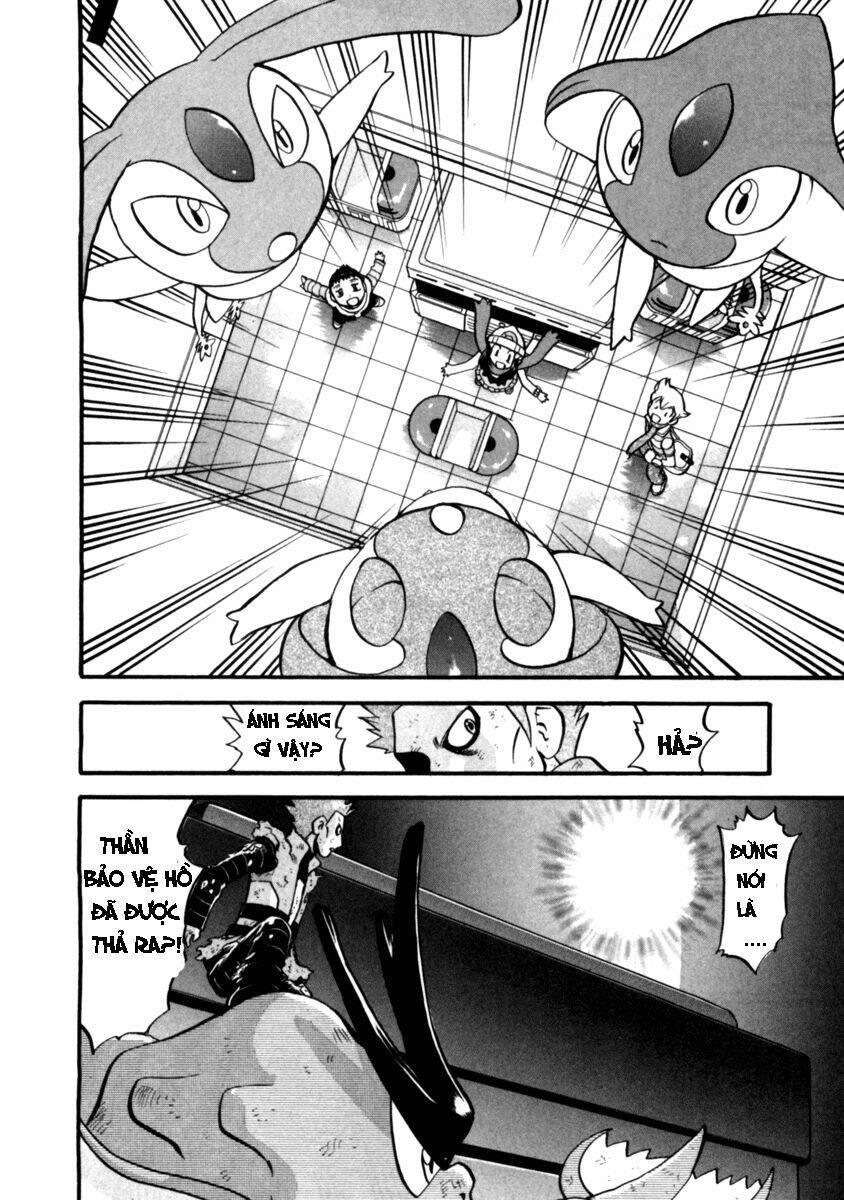 HẢ?
ÁNH SÁNG
GÌ VẬY?
ĐỪNG
NÓI
LÀ
....
THẦN
BẢO VỆ HỒ
ĐÃ ĐƯỢC
THẢ RA?!